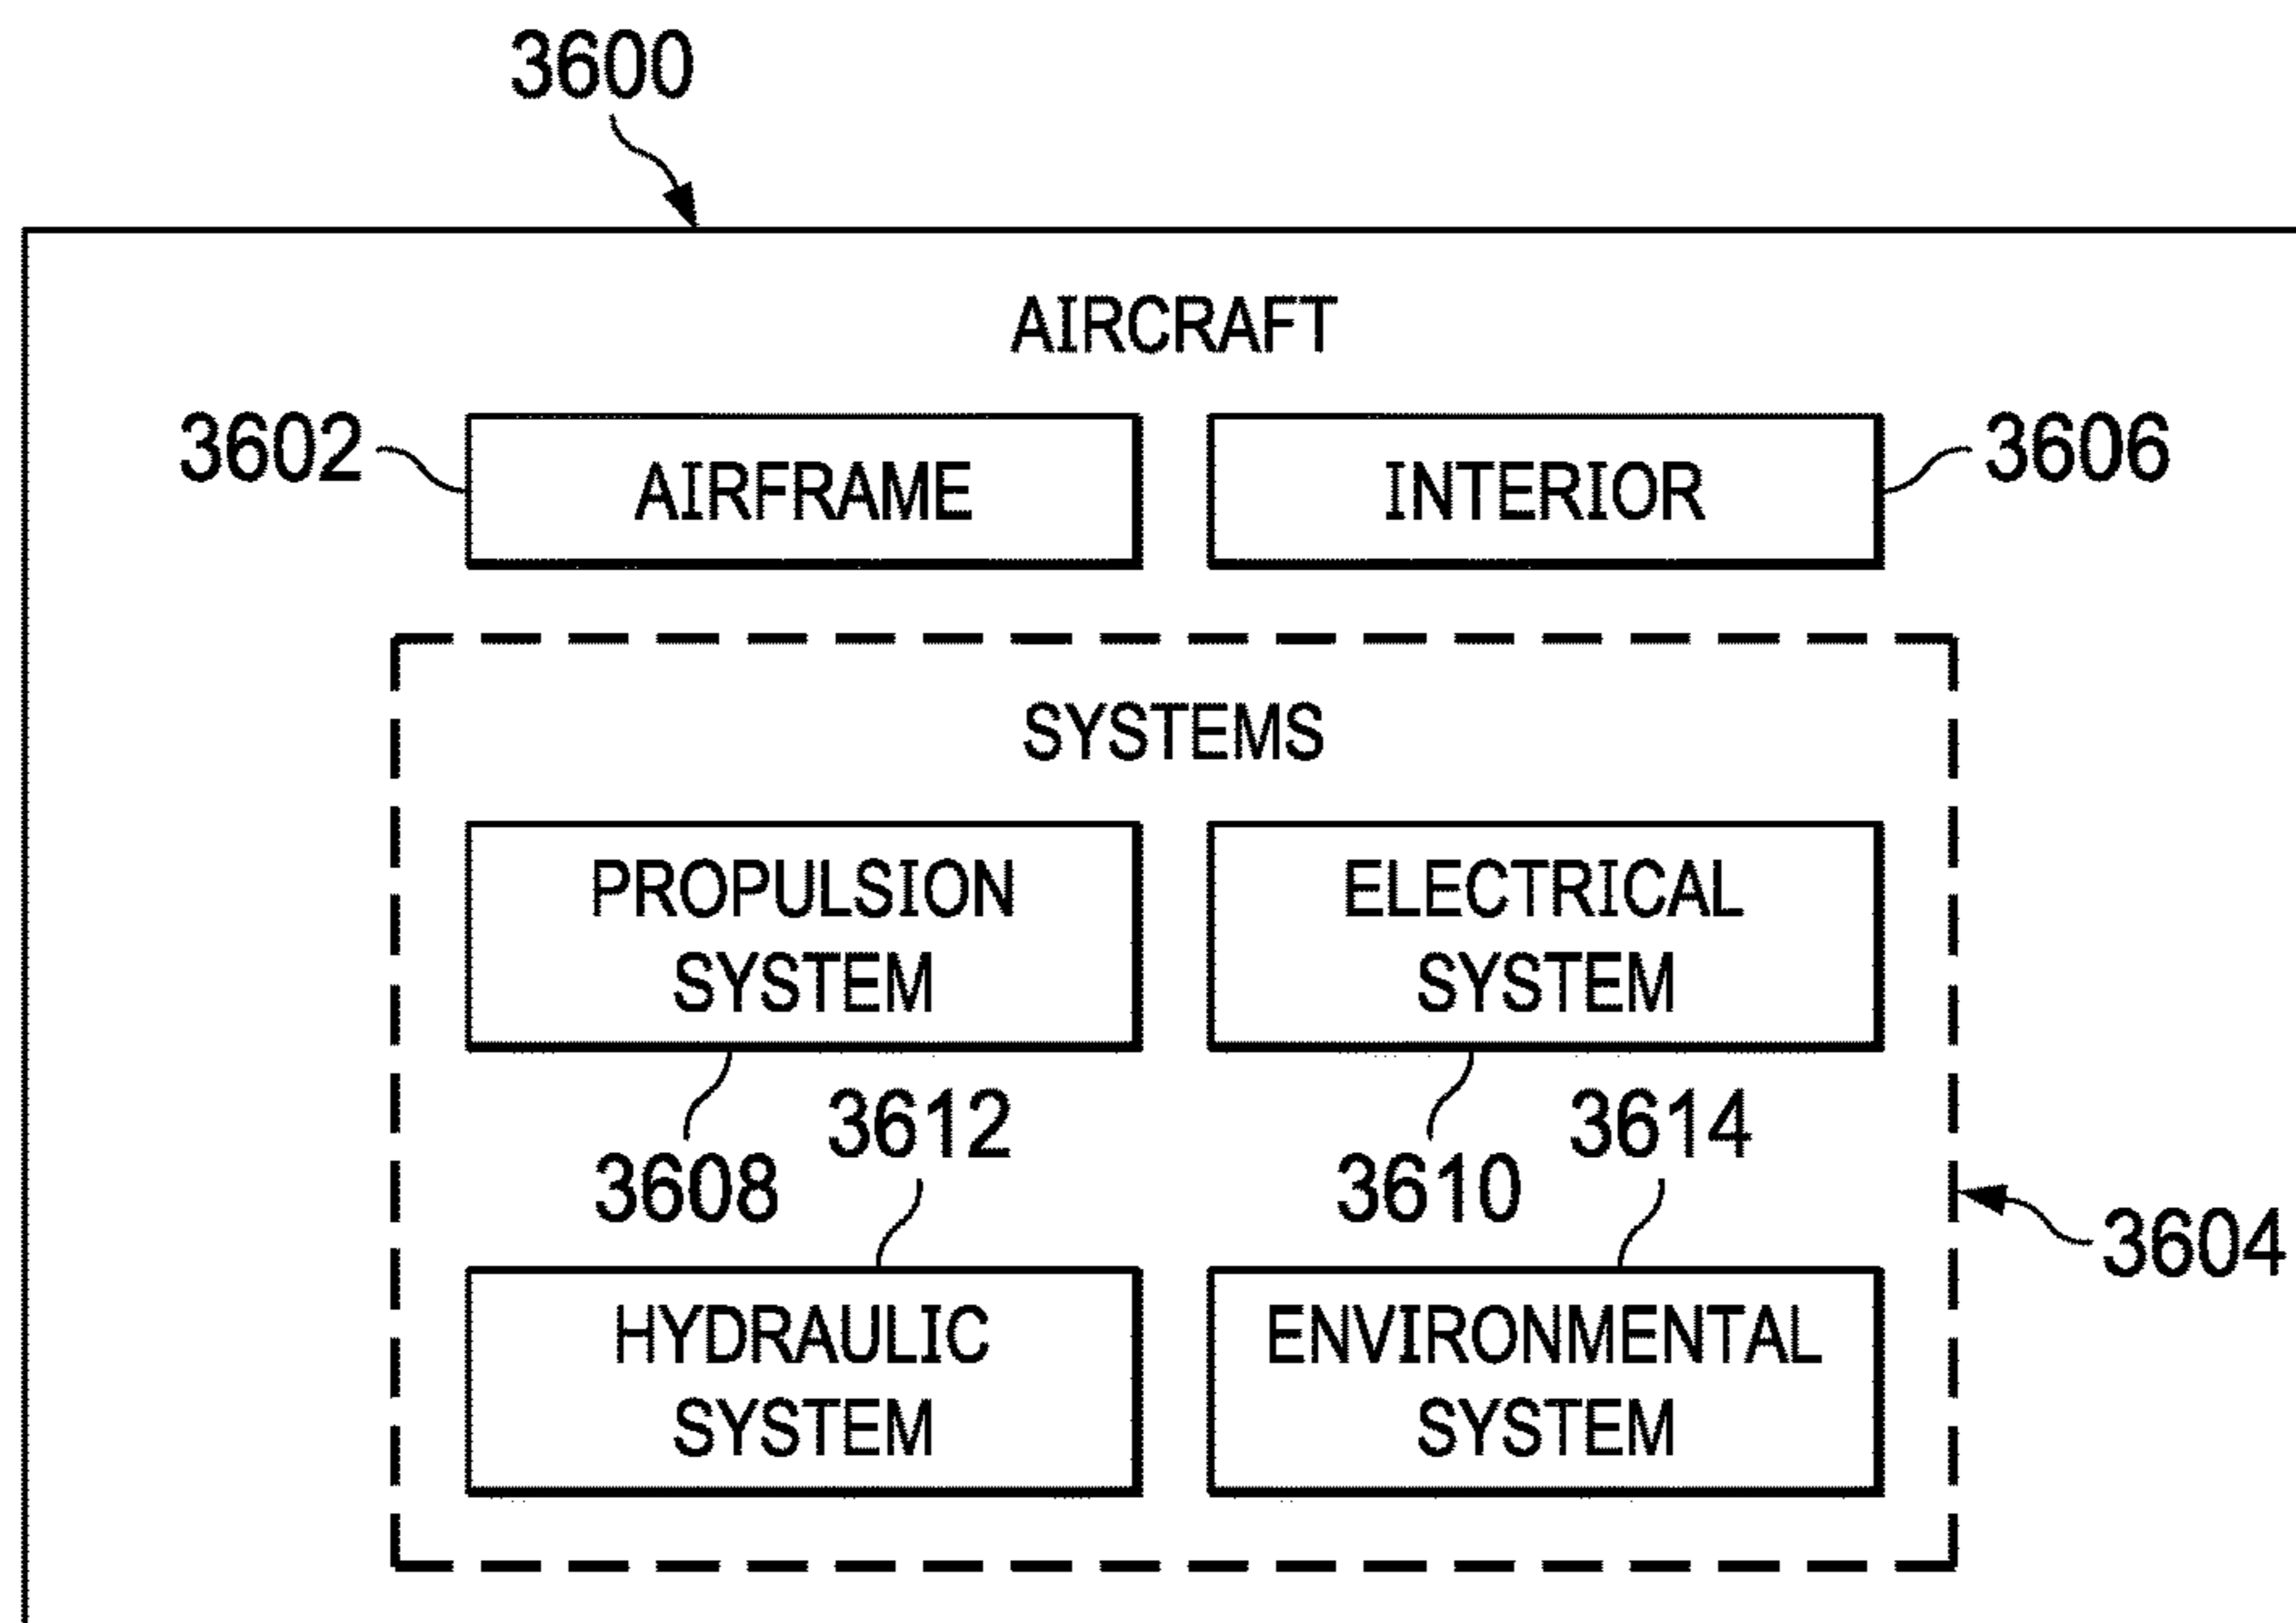 3600
AIRCRAFT
3602
AIRFRAME
INTERIOR
3606
SYSTEMS
PROPULSION
SYSTEM
ELECTRICAL
SYSTEM
3608
3612
3610
3614
3604
HYDRAULIC
SYSTEM
ENVIRONMENTAL
SYSTEM